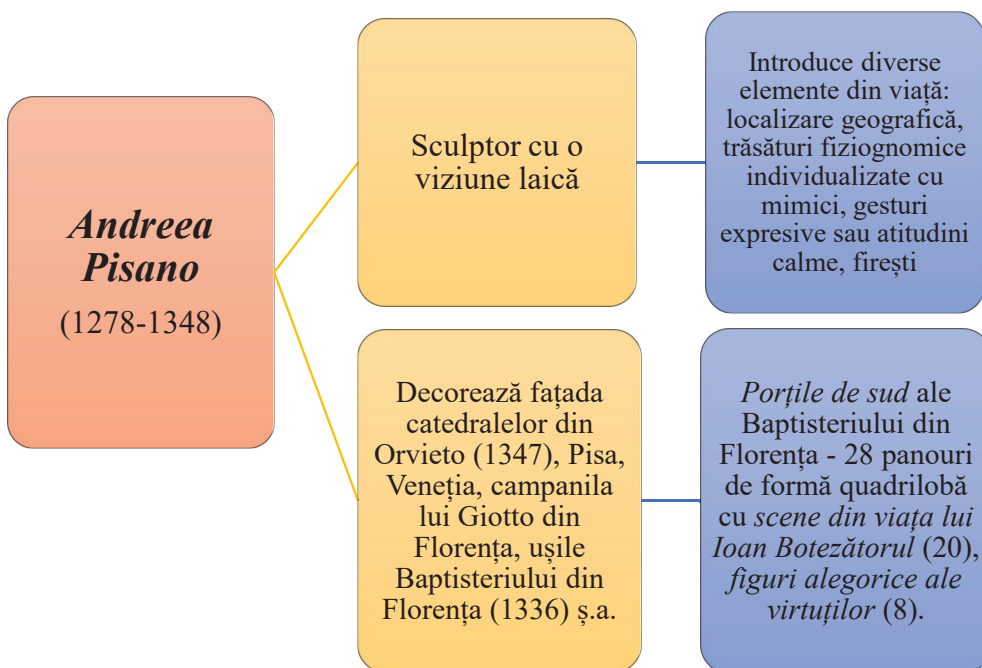 Andreea
Pisano
(1278-1348)
Sculptor cu o
viziune laică
Introduce diverse
elemente din viață:
localizare geografică,
trăsături fiziognomice
individualizate cu
mimici, gesturi
expresive sau atitudini
calme, firești
Decorează fațada
catedralelor din
Orvieto (1347), Pisa,
Veneția, campanila
lui Giotto din
Florența, ușile
Baptisteriului din
Florența (1336) ș.a.
Porțile de sud ale
Baptisteriului din
Florența - 28 panouri
de formă quadrilobă
cu scene din viața lui
Ioan Botezătorul (20),
figuri alegorice ale
virtuților (8).